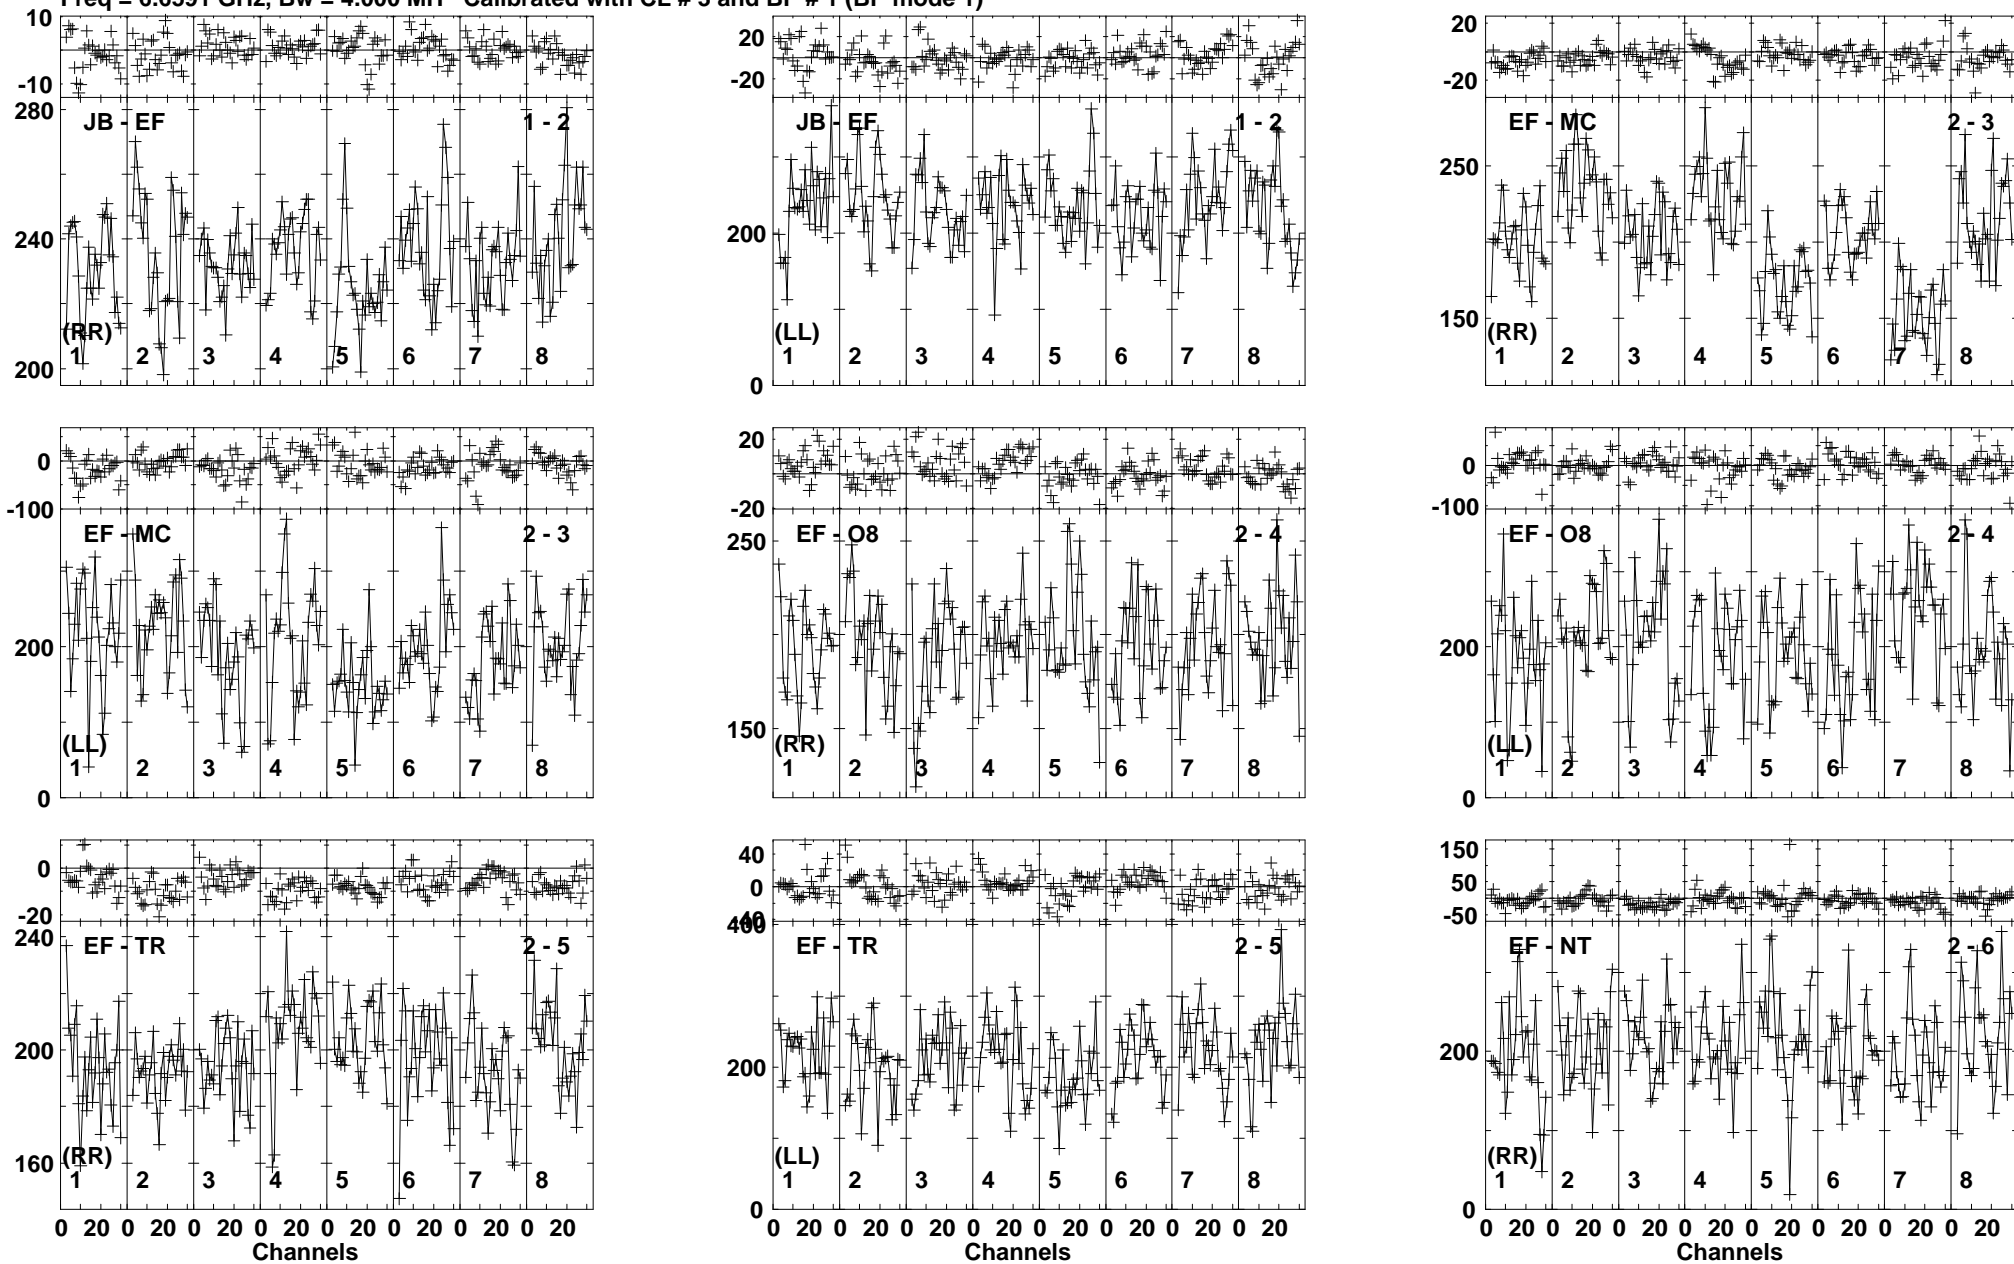 Freq = 6.6591 GHz, Bw = 4.000 MH Calibrated with CL # 3 and BP # 1 (BP mode 1)
10 0 -10
280 240 200
JB - EF 1 - 2
(RR)
1 2 3 4 5 6 7 8
20 0 -20
200 0
JB - EF 1 - 2
(LL)
1 2 3 4 5 6 7 8
20 0 -20
250 150
EF - MC 2 - 3
(RR)
1 2 3 4 5 6 7 8
0 -100
200 0
EF - MC 2 - 3
(LL)
1 2 3 4 5 6 7 8
20 0 -20
250 150
EF - O8 2 - 4
(RR)
1 2 3 4 5 6 7 8
0 -100
200 0
EF - O8 2 - 4
(LL)
1 2 3 4 5 6 7 8
0 -20
240 200 160
EF - TR 2 - 5
(RR)
1 2 3 4 5 6 7 8
0 20 0 20 0 20 0 20 0 20 0 20 0 20 0 20
Channels
40 0 -40
400 200 0
EF - TR 2 - 5
(LL)
1 2 3 4 5 6 7 8
0 20 0 20 0 20 0 20 0 20 0 20 0 20 0 20
Channels
150 50 -50
200 0
EF - NT 2 - 6
(RR)
1 2 3 4 5 6 7 8
0 20 0 20 0 20 0 20 0 20 0 20 0 20 0 20
Channels